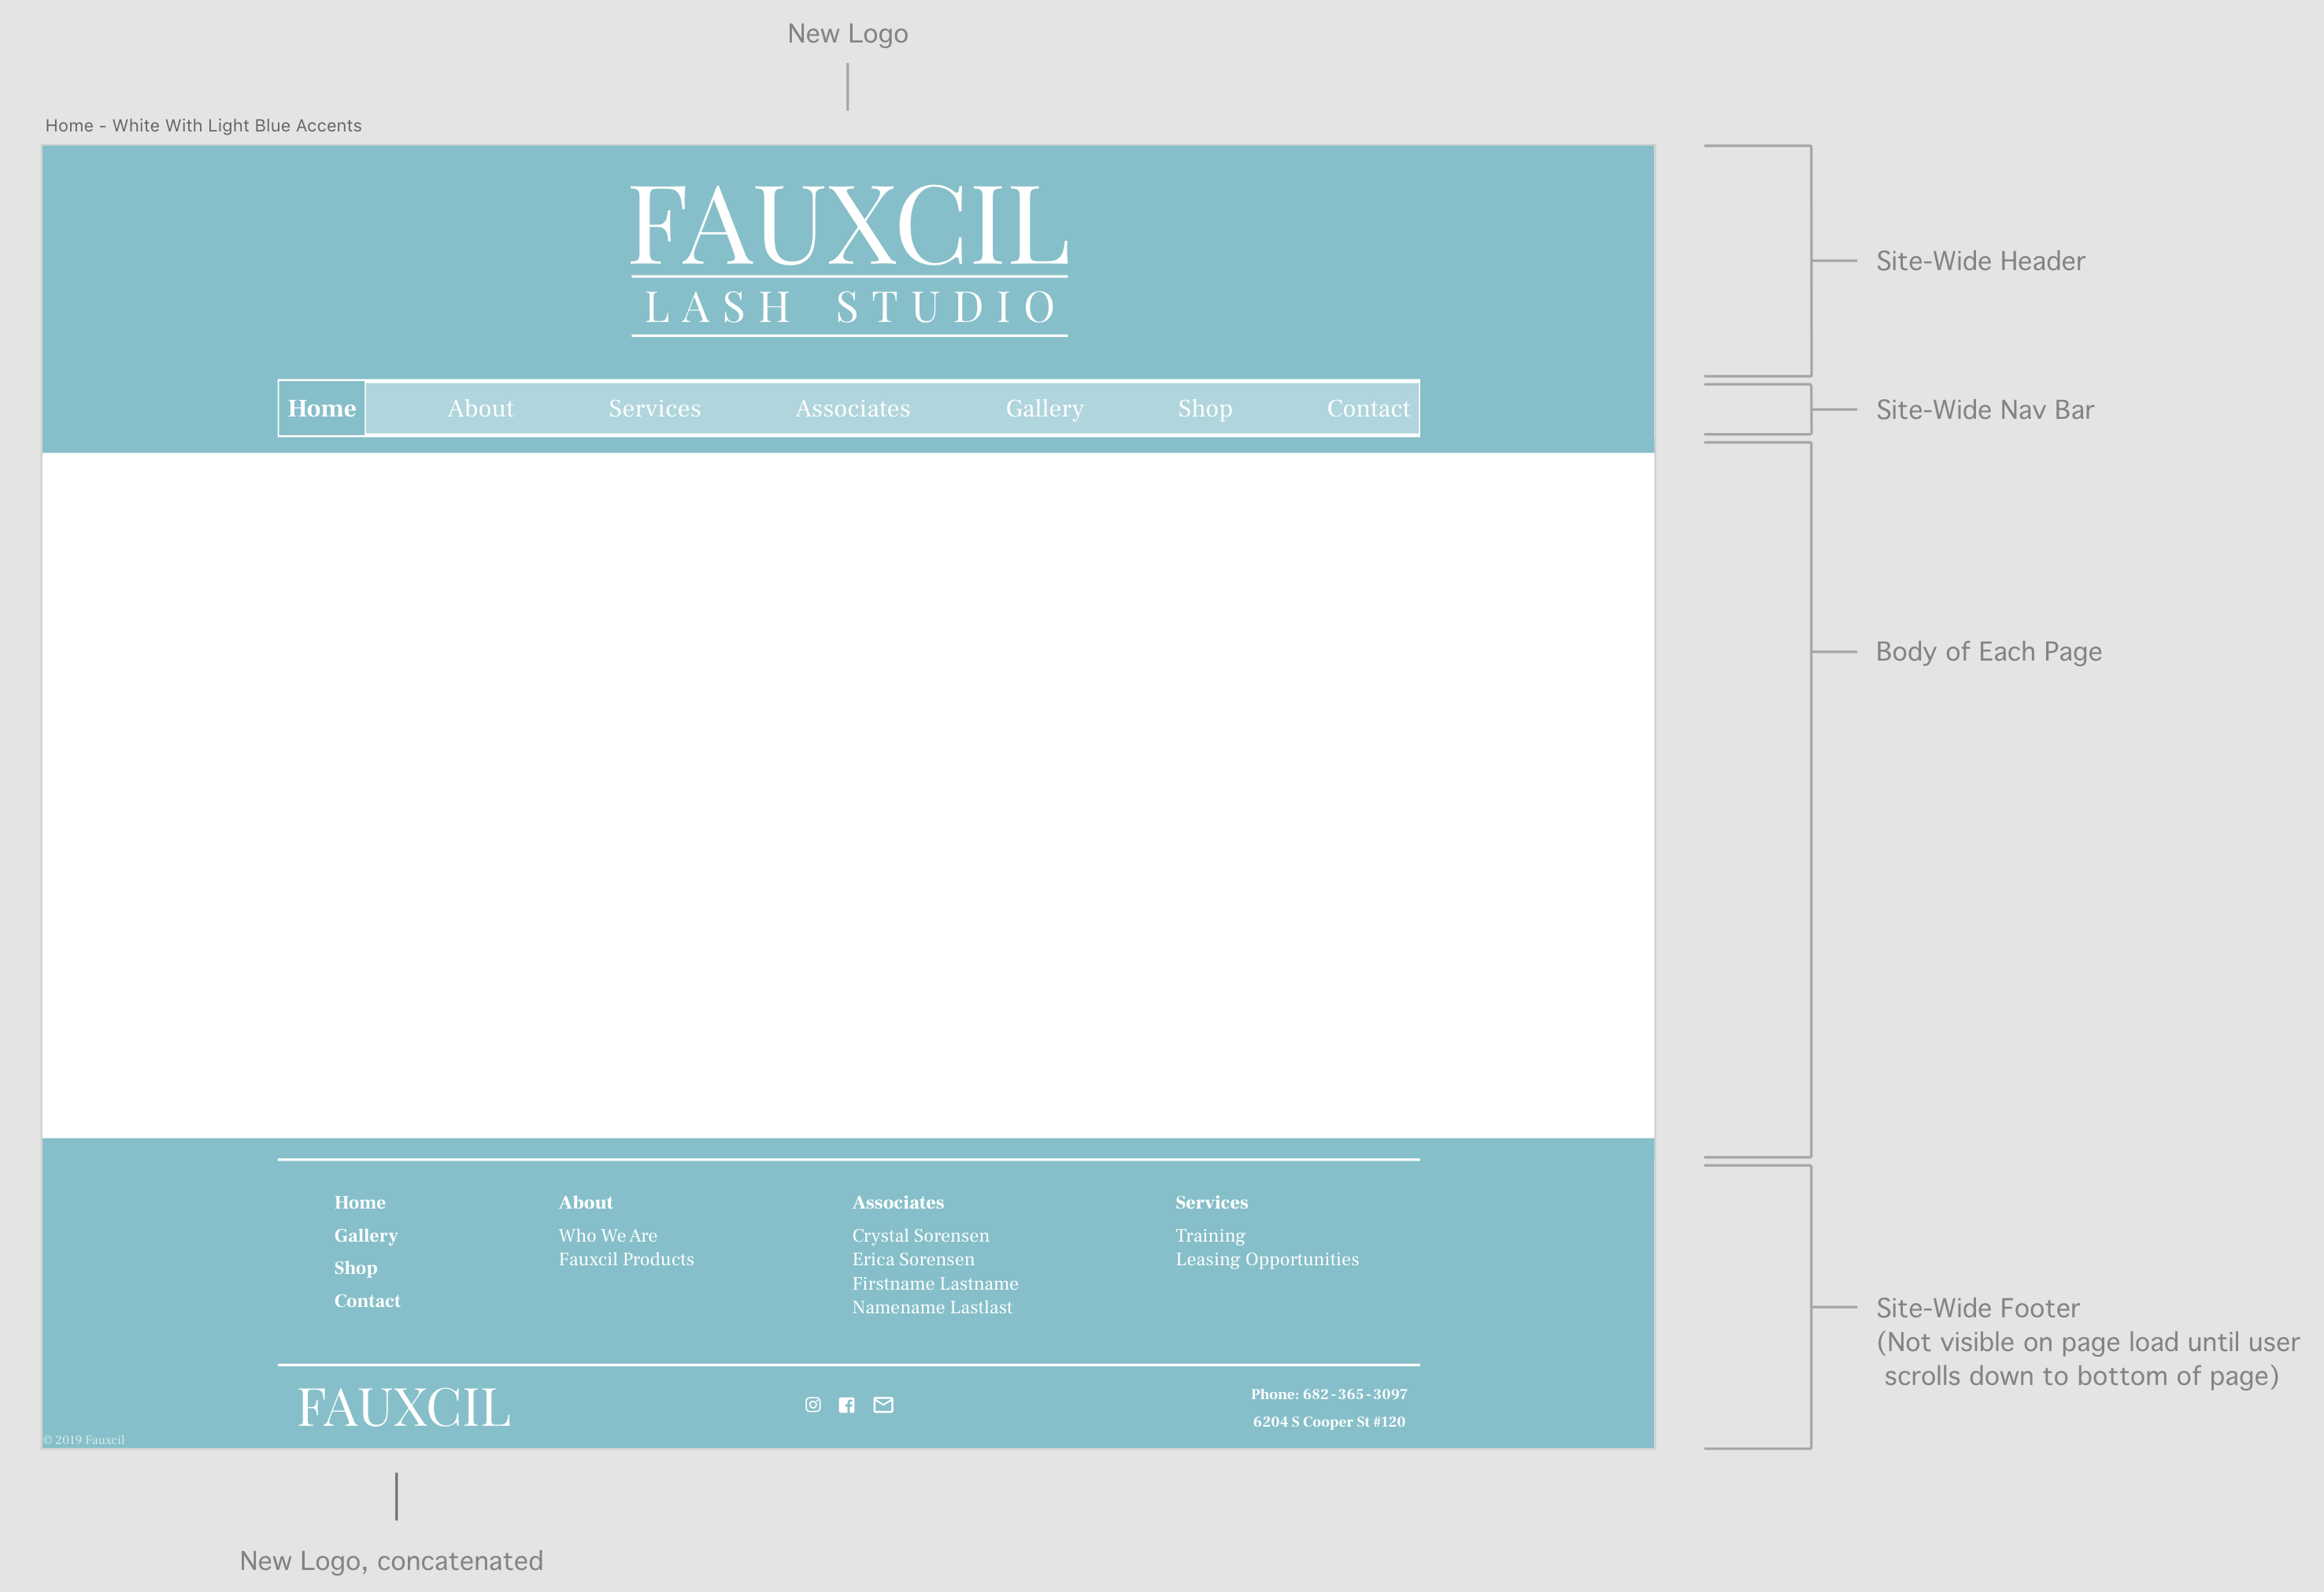 New Logo
Home - White With Light Blue Accents
FAUXCIL
LASH STUDIO
Site-Wide Header
Home About Services Associates Gallery Shop Contact
Site-Wide Nav Bar
Body of Each Page
Home
Gallery
Shop
Contact
About
Who We Are
Fauxcil Products
Associates
Crystal Sorensen
Erica Sorensen
Firstname Lastname
Namename Lastlast
Services
Training
Leasing Opportunities
Site-Wide Footer
(Not visible on page load until user
scrolls down to bottom of page)
FAUXCIL
Phone: 682-365-3097
6204 S Cooper St #120
© 2019 Fauxcil
New Logo, concatenated